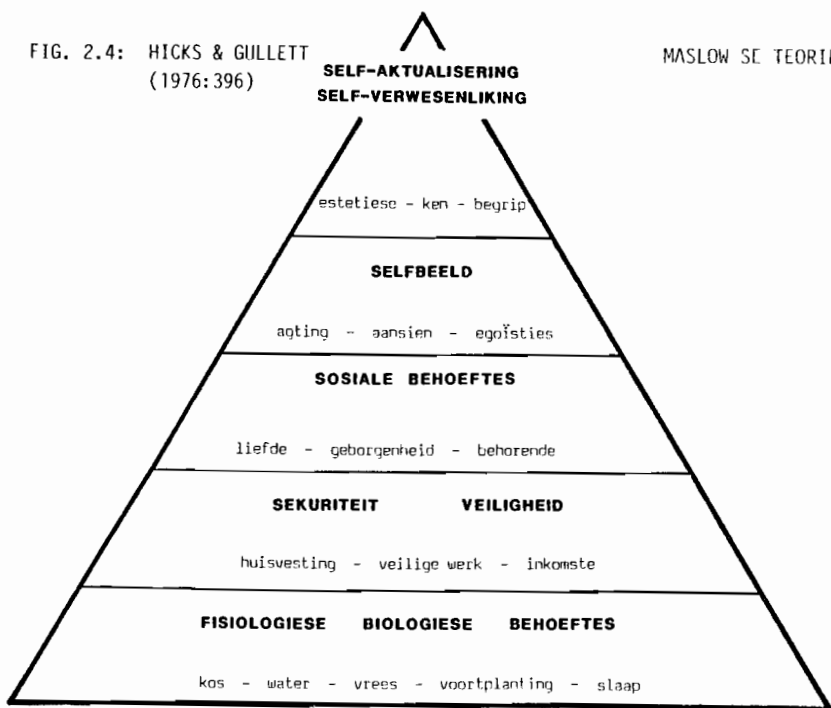 FIG. 2.4: HICKS & GULLETT
(1976:396)
MASLOW SE TEORIE
SELF-AKTUALISERING
SELF-VERWESENLIKING
estetiese - ken - begrip
SELFBEELD
agting - aansien - egoïsties
SOSIALE BEHOEFTES
liefde - geborgenheid - behorende
SEKURITEIT VEILIGHEID
huisvesting - veilige werk - inkomste
FISIOLOGIESE BIOLOGIESE BEHOEFTES
kos - water - vrees - voortplanting - slaap